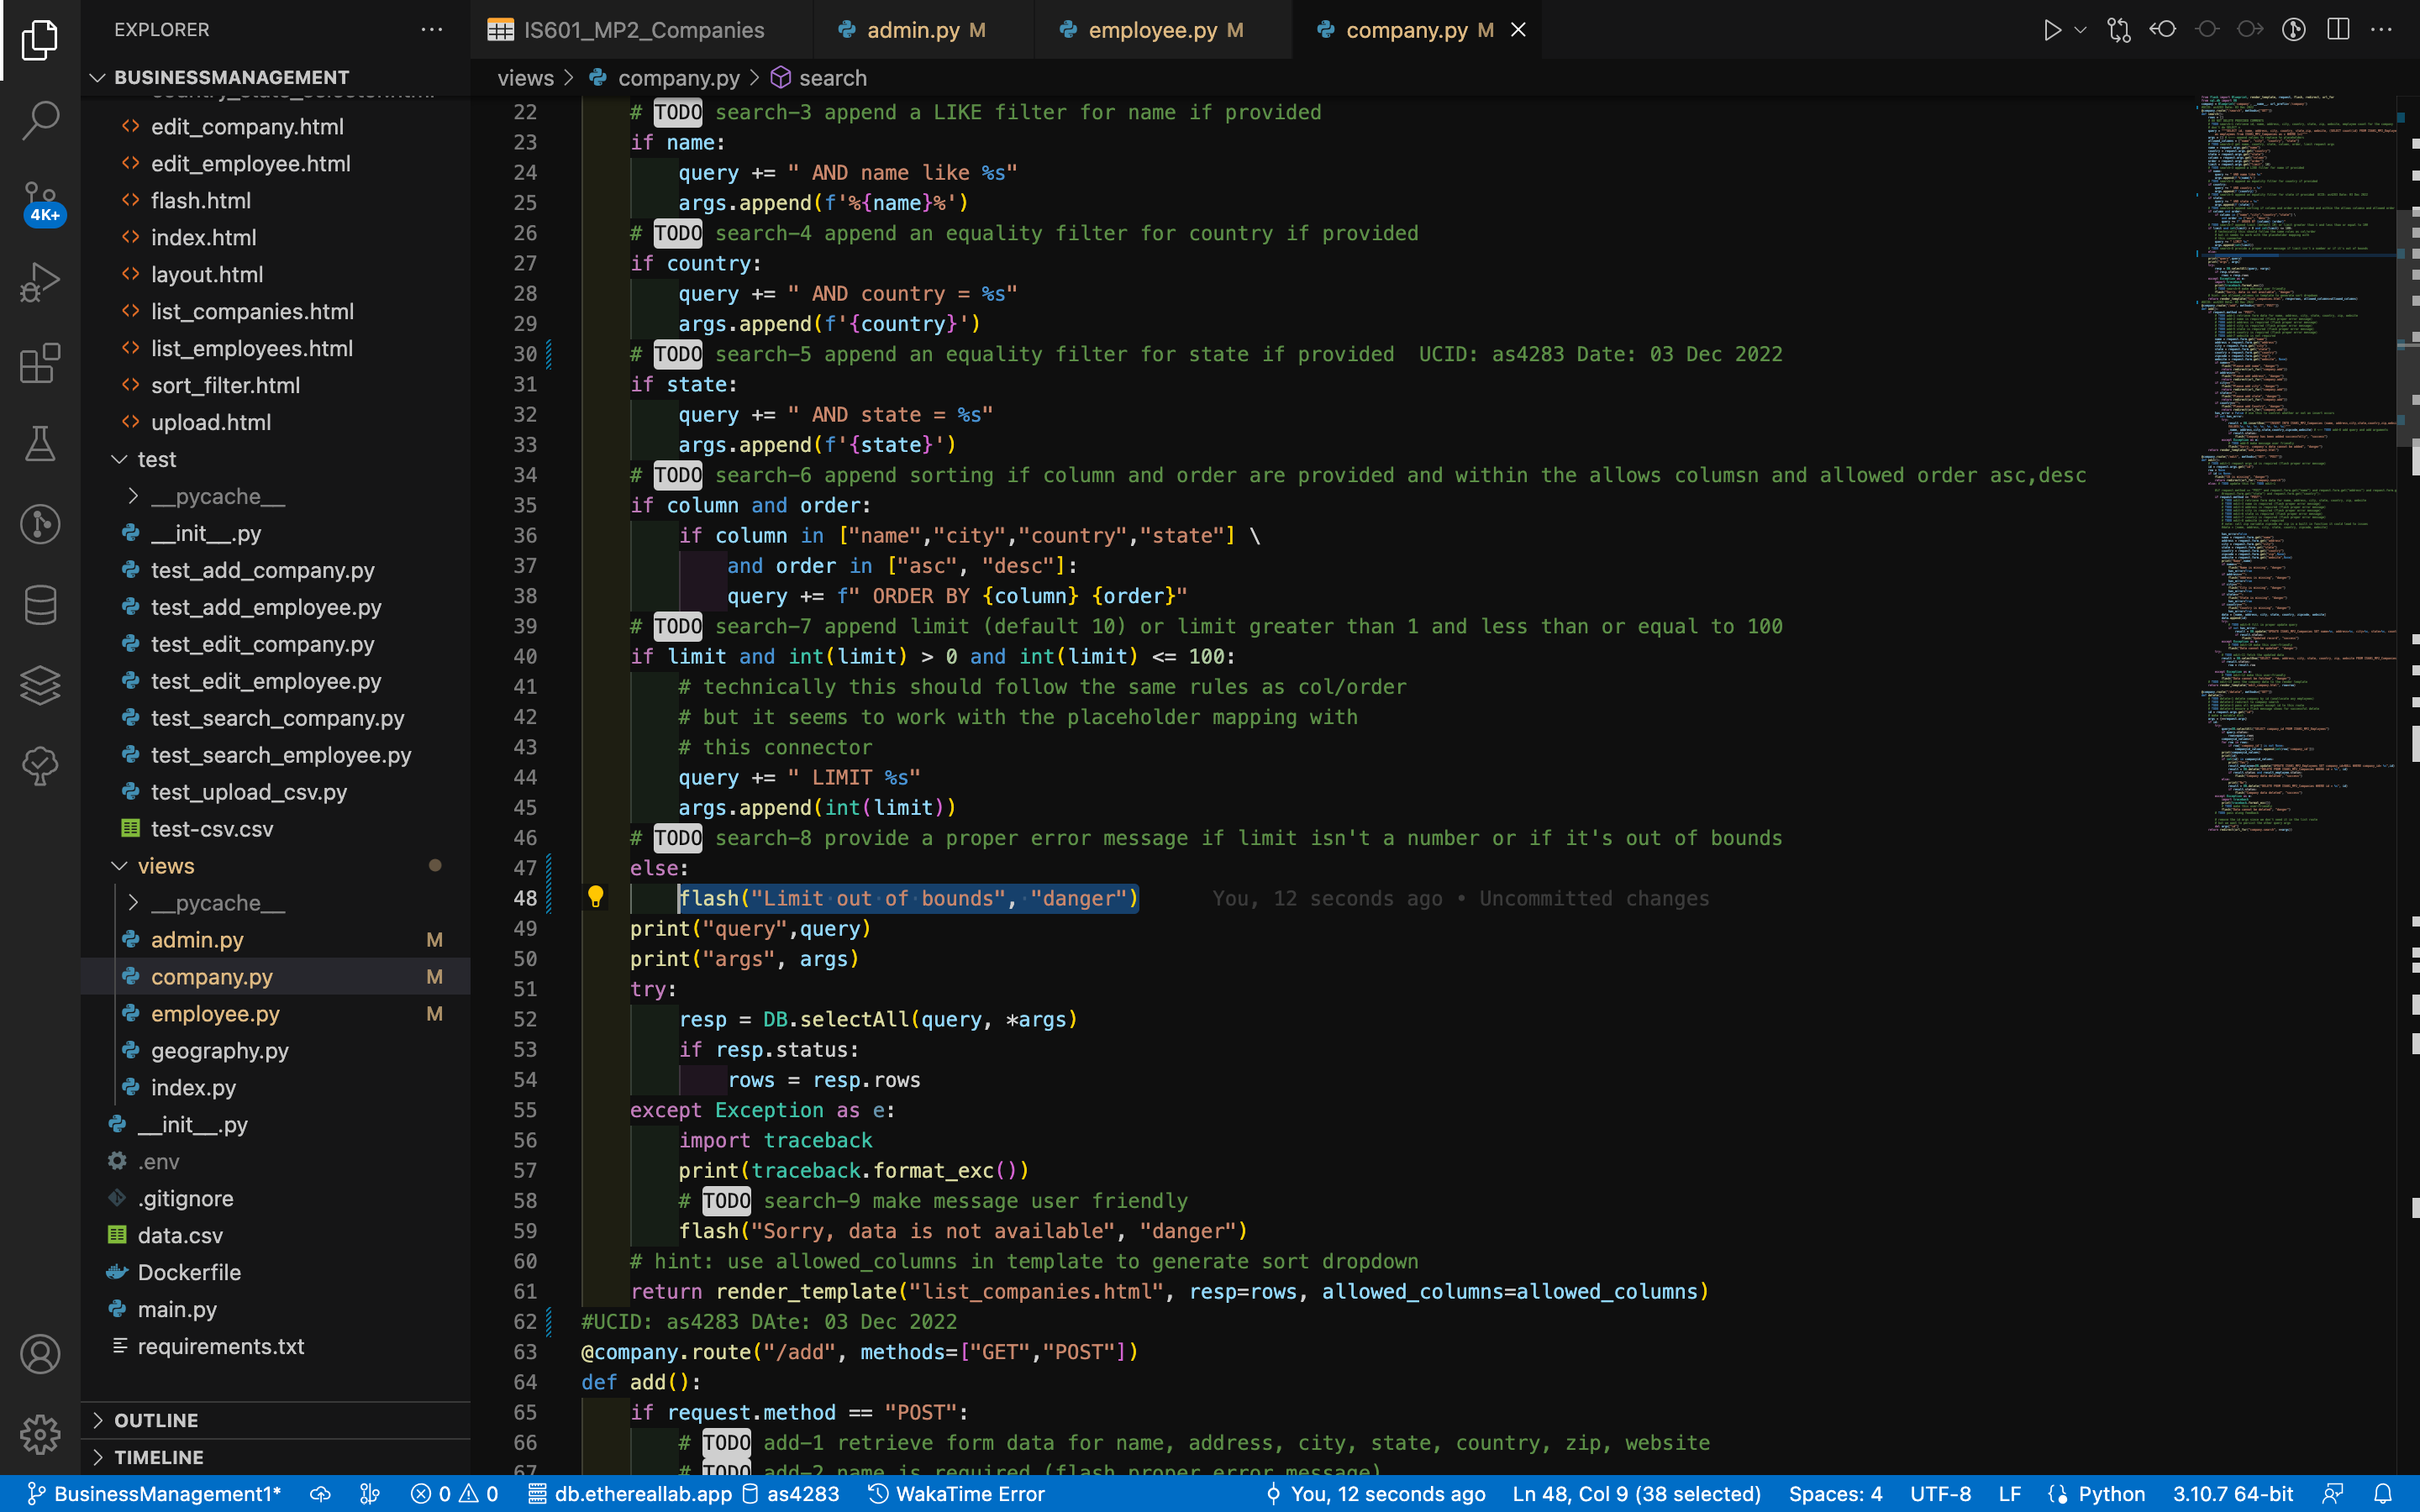 EXPLORER
BUSINESSMANAGEMENT
edit_company.html
edit_employee.html
flash.html
index.html
layout.html
list_companies.html
list_employees.html
sort_filter.html
upload.html
test
__pycache__
__init__.py
test_add_company.py
test_add_employee.py
test_edit_company.py
test_edit_employee.py
test_search_company.py
test_search_employee.py
test_upload_csv.py
test-csv.csv
views
__pycache__
admin.py M
company.py M
employee.py M
geography.py
index.py
__init__.py
.env
.gitignore
data.csv
Dockerfile
main.py
requirements.txt
OUTLINE
TIMELINE
4K+
IS601_MP2_Companies admin.py M employee.py M company.py M
views > company.py > search
22 # TODO search-3 append a LIKE filter for name if provided
23 if name:
24 query += " AND name like %s"
25 args.append(f'%{name}%')
26 # TODO search-4 append an equality filter for country if provided
27 if country:
28 query += " AND country = %s"
29 args.append(f'{country}')
30 # TODO search-5 append an equality filter for state if provided  UCID: as4283 Date: 03 Dec 2022
31 if state:
32 query += " AND state = %s"
33 args.append(f'{state}')
34 # TODO search-6 append sorting if column and order are provided and within the allows columsn and allowed order asc,desc
35 if column and order:
36 if column in ["name","city","country","state"] \
37 and order in ["asc", "desc"]:
38 query += f" ORDER BY {column} {order}"
39 # TODO search-7 append limit (default 10) or limit greater than 1 and less than or equal to 100
40 if limit and int(limit) > 0 and int(limit) <= 100:
41 # technically this should follow the same rules as col/order
42 # but it seems to work with the placeholder mapping with
43 # this connector
44 query += " LIMIT %s"
45 args.append(int(limit))
46 # TODO search-8 provide a proper error message if limit isn't a number or if it's out of bounds
47 else:
48 flash("Limit out of bounds", "danger") You, 12 seconds ago • Uncommitted changes
49 print("query",query)
50 print("args", args)
51 try:
52 resp = DB.selectAll(query, *args)
53 if resp.status:
54 rows = resp.rows
55 except Exception as e:
56 import traceback
57 print(traceback.format_exc())
58 # TODO search-9 make message user friendly
59 flash("Sorry, data is not available", "danger")
60 # hint: use allowed_columns in template to generate sort dropdown
61 return render_template("list_companies.html", resp=rows, allowed_columns=allowed_columns)
62 #UCID: as4283 DAte: 03 Dec 2022
63 @company.route("/add", methods=["GET","POST"])
64 def add():
65 if request.method == "POST":
66 # TODO add-1 retrieve form data for name, address, city, state, country, zip, website
67 # TODO add-2 name is required (flash proper error message)
BusinessManagement1* 0 0 db.ethereallab.app as4283 WakaTime Error You, 12 seconds ago Ln 48, Col 9 (38 selected) Spaces: 4 UTF-8 LF Python 3.10.7 64-bit